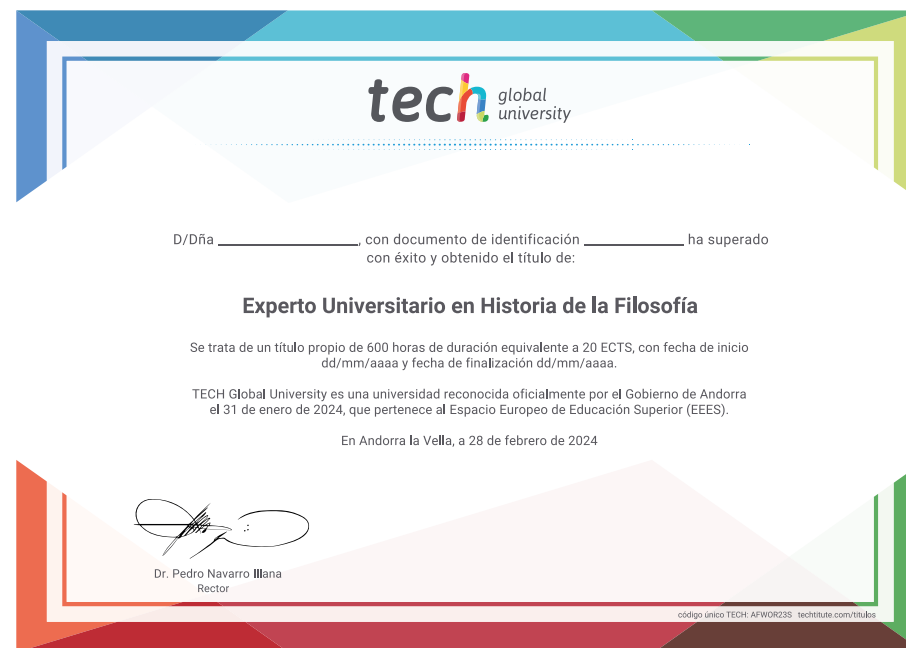 tech global university
D/Dña ____________________, con documento de identificación ______________ ha superado
con éxito y obtenido el título de:
Experto Universitario en Historia de la Filosofía
Se trata de un título propio de 600 horas de duración equivalente a 20 ECTS, con fecha de inicio
dd/mm/aaaa y fecha de finalización dd/mm/aaaa.
TECH Global University es una universidad reconocida oficialmente por el Gobierno de Andorra
el 31 de enero de 2024, que pertenece al Espacio Europeo de Educación Superior (EEES).
En Andorra la Vella, a 28 de febrero de 2024
Dr. Pedro Navarro Illana
Rector
código único TECH: AFWOR23S techtitute.com/titulos